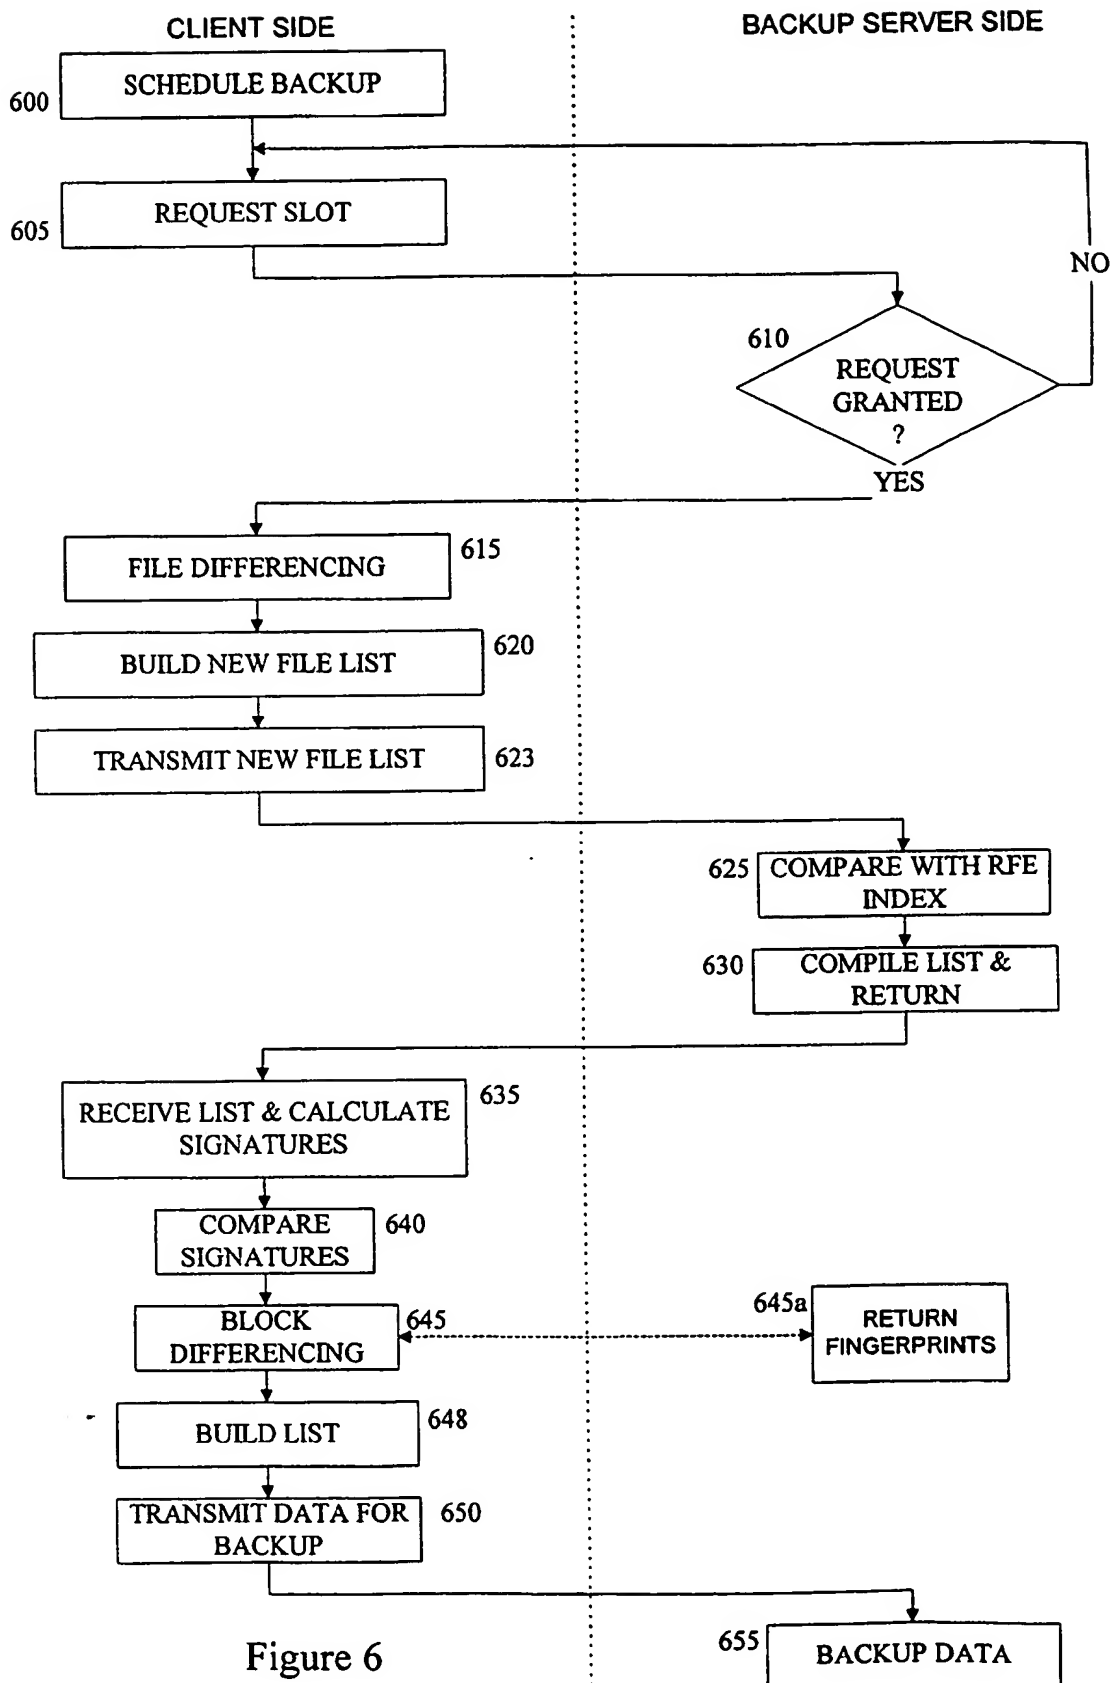 CLIENT SIDE
BACKUP SERVER SIDE
600
SCHEDULE BACKUP
605
REQUEST SLOT
NO
610
REQUEST
GRANTED
?
YES
FILE DIFFERENCING
615
BUILD NEW FILE LIST
620
TRANSMIT NEW FILE LIST
623
625
COMPARE WITH RFE
INDEX
630
COMPILE LIST &
RETURN
RECEIVE LIST & CALCULATE
SIGNATURES
635
COMPARE
SIGNATURES
640
BLOCK
DIFFERENCING
645
645a
RETURN
FINGERPRINTS
BUILD LIST
648
TRANSMIT DATA FOR
BACKUP
650
655
BACKUP DATA
Figure 6